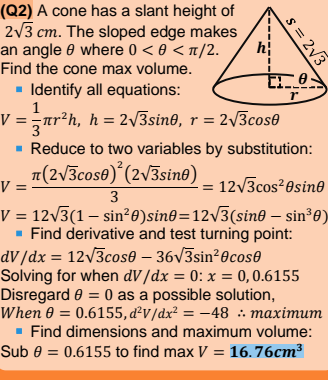 (Q2) A cone has a slant height of
2√3 cm. The sloped edge makes
an angle θ where 0 < θ < π/2.
Find the cone max volume.
h
s = 2√3
θ
r
▪ Identify all equations:
V = 1/3 πr²h, h = 2√3sinθ, r = 2√3cosθ
▪ Reduce to two variables by substitution:
V = π(2√3cosθ)²(2√3sinθ)/3 = 12√3cos²θsinθ
V = 12√3(1 − sin²θ)sinθ=12√3(sinθ − sin³θ)
▪ Find derivative and test turning point:
dV/dx = 12√3cosθ − 36√3sin²θcosθ
Solving for when dV/dx = 0: x = 0, 0.6155
Disregard θ = 0 as a possible solution,
When θ = 0.6155, d²V/dx² = −48 ∴ maximum
▪ Find dimensions and maximum volume:
Sub θ = 0.6155 to find max V = 16.76cm³